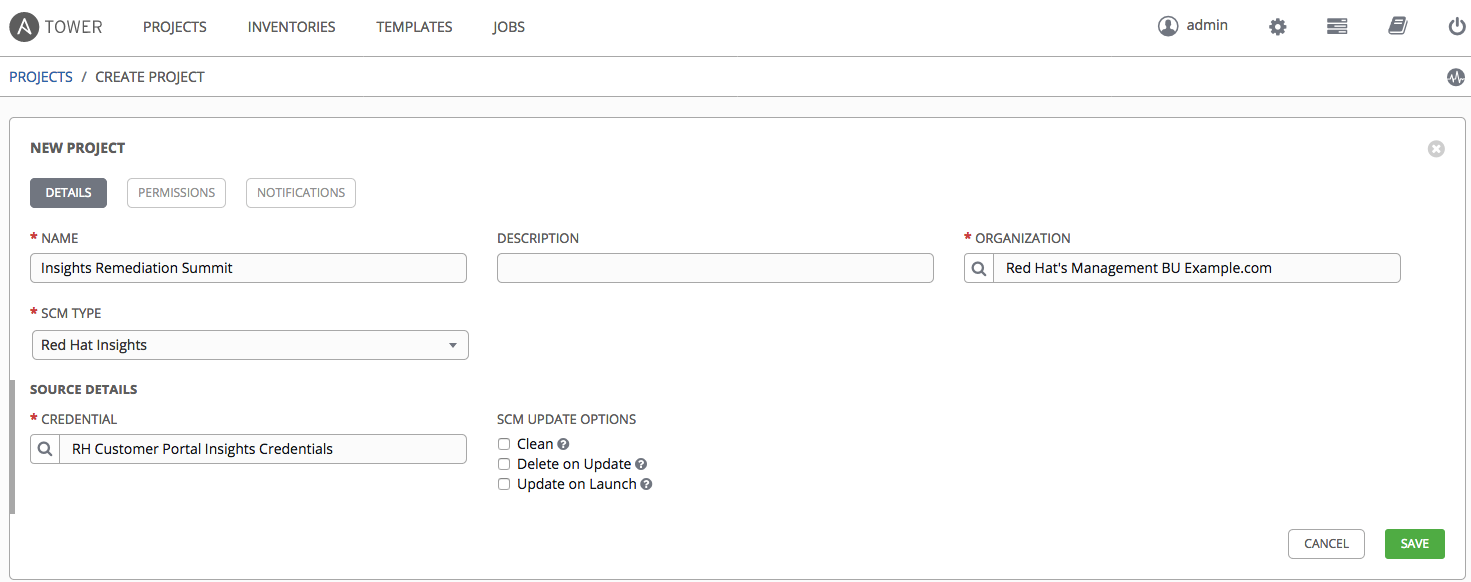 TOWER PROJECTS INVENTORIES TEMPLATES JOBS admin
PROJECTS / CREATE PROJECT
NEW PROJECT
DETAILS PERMISSIONS NOTIFICATIONS
* NAME DESCRIPTION * ORGANIZATION
Insights Remediation Summit Red Hat's Management BU Example.com
* SCM TYPE
Red Hat Insights
SOURCE DETAILS
* CREDENTIAL SCM UPDATE OPTIONS
RH Customer Portal Insights Credentials
Clean ?
Delete on Update ?
Update on Launch ?
CANCEL SAVE